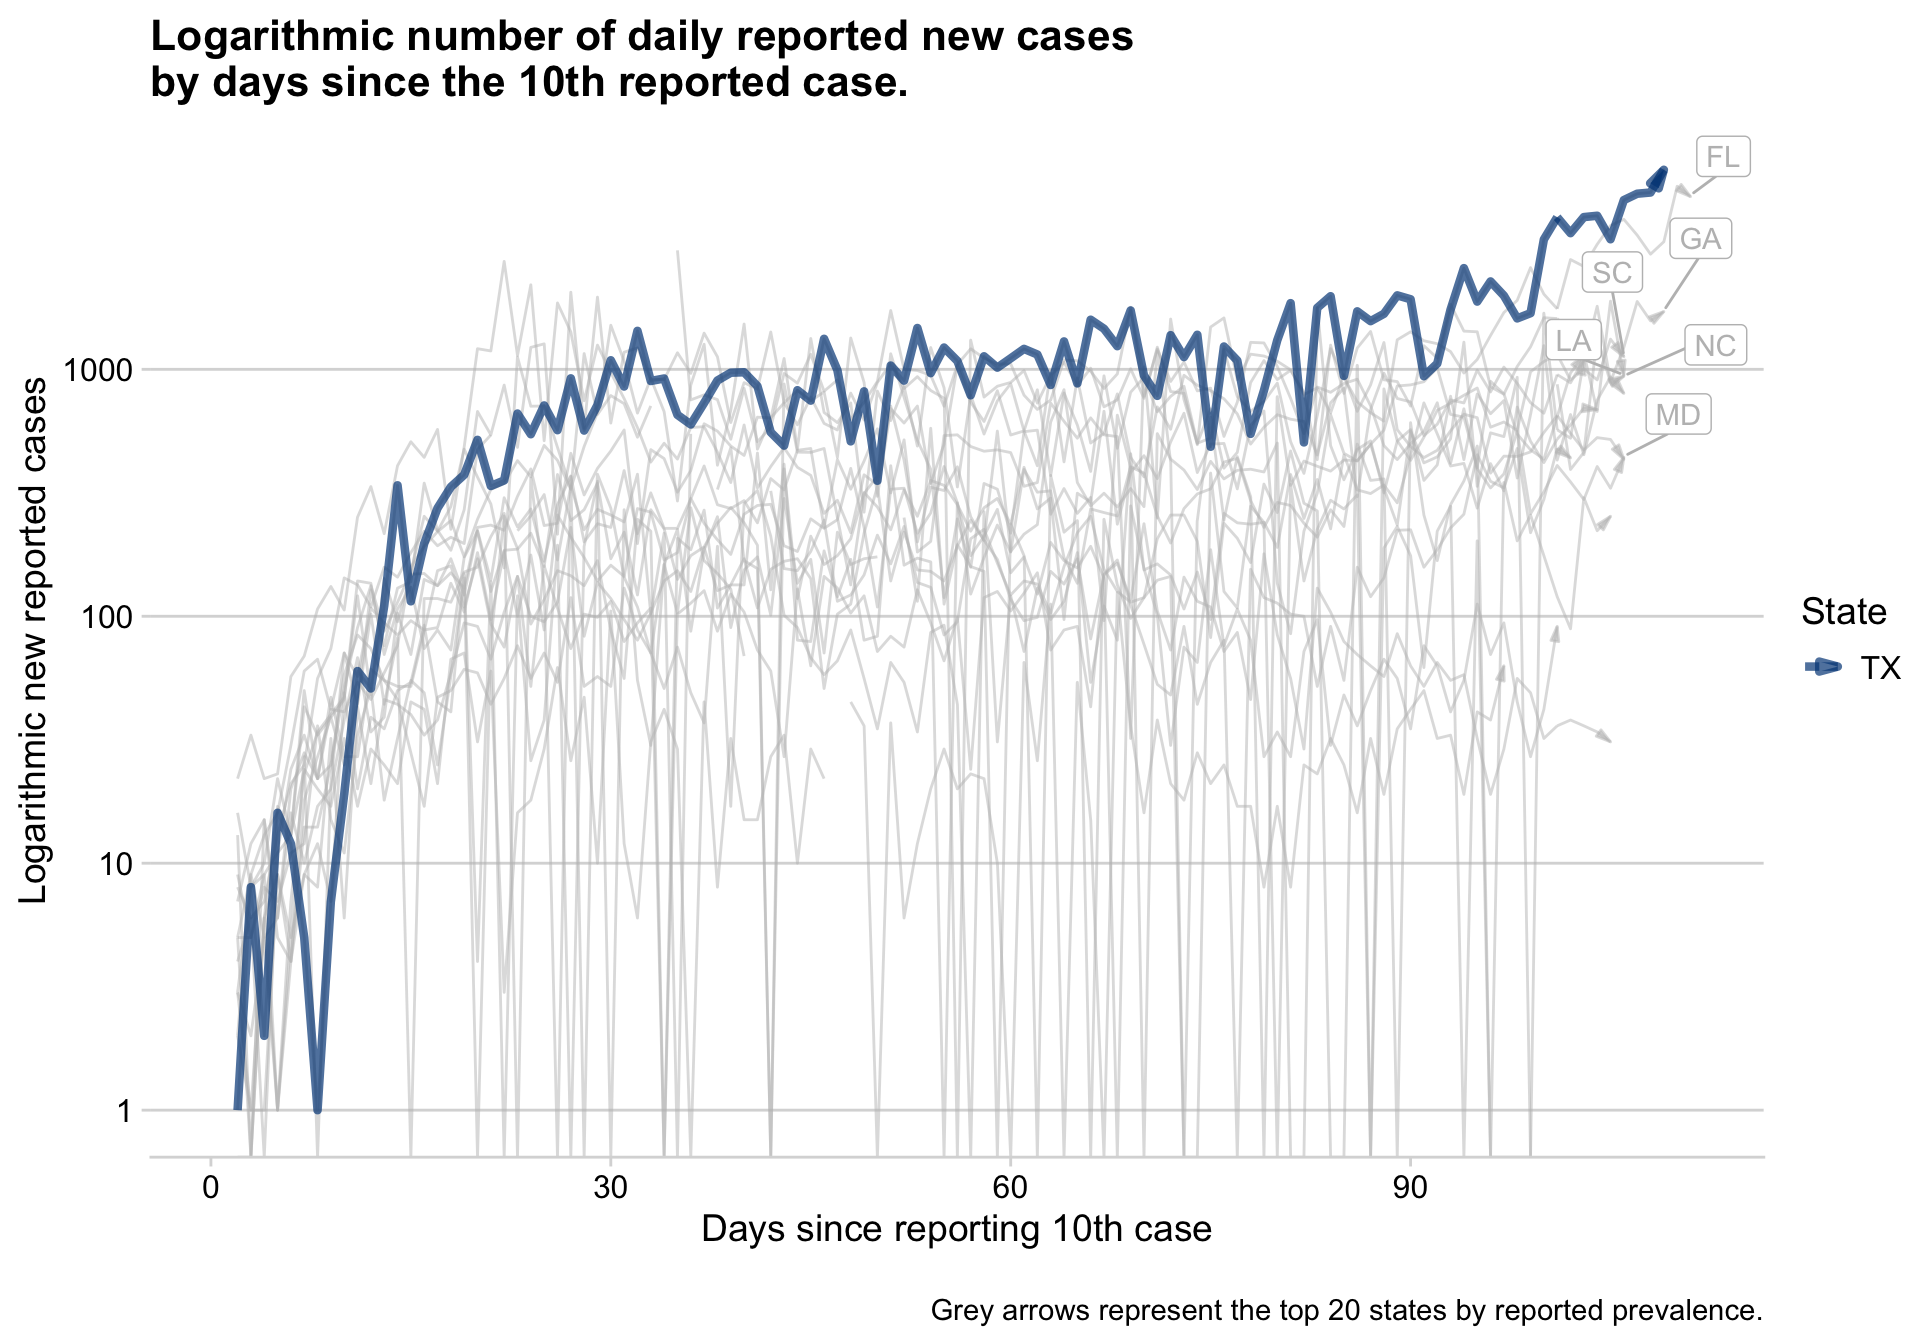 Logarithmic number of daily reported new cases
by days since the 10th reported case.
FL
GA
SC
LA
NC
MD
Logarithmic new reported cases
1000
100
10
1
0
30
60
90
Days since reporting 10th case
State
TX
Grey arrows represent the top 20 states by reported prevalence.